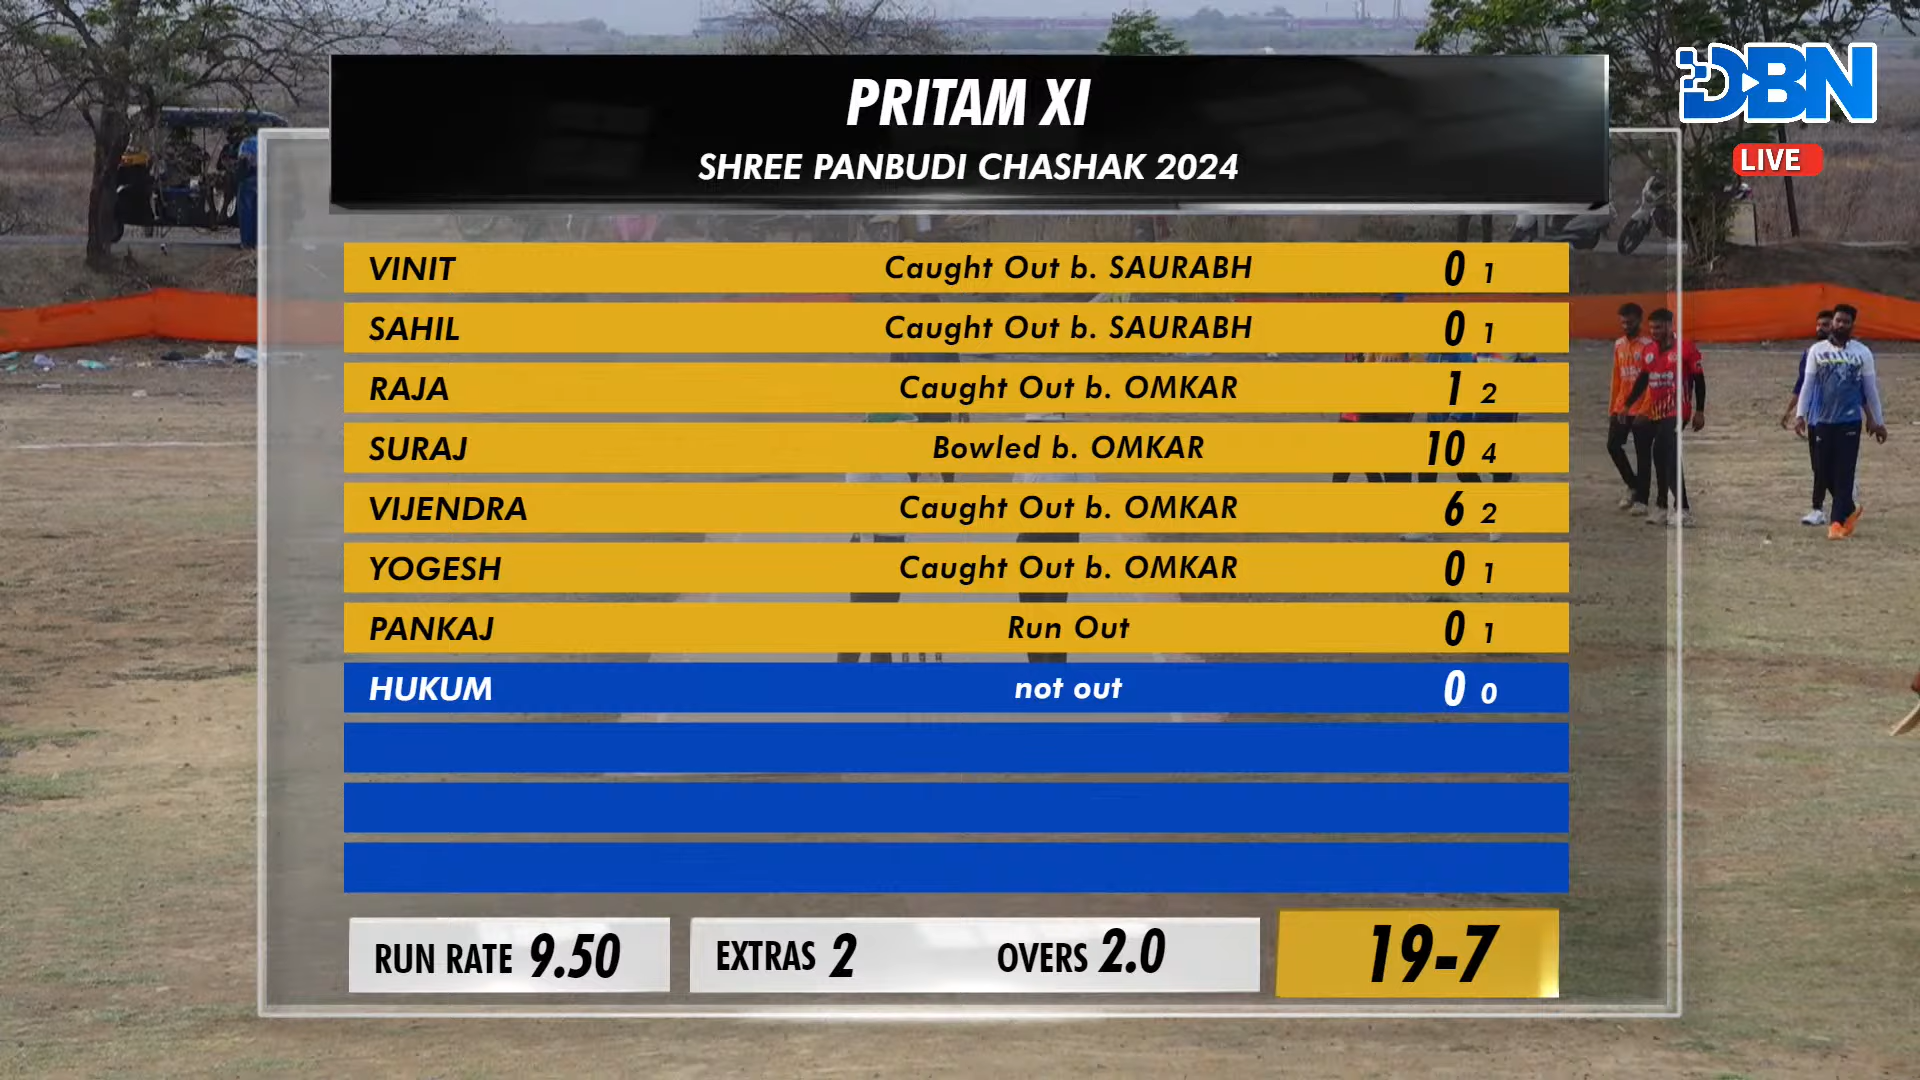 PRITAM XI
SHREE PANBUDI CHASHAK 2024
DBN
LIVE
VINIT Caught Out b. SAURABH 0 1
SAHIL Caught Out b. SAURABH 0 1
RAJA Caught Out b. OMKAR 1 2
SURAJ Bowled b. OMKAR 10 4
VIJENDRA Caught Out b. OMKAR 6 2
YOGESH Caught Out b. OMKAR 0 1
PANKAJ Run Out 0 1
HUKUM not out 0 0
RUN RATE 9.50 EXTRAS 2 OVERS 2.0 19-7